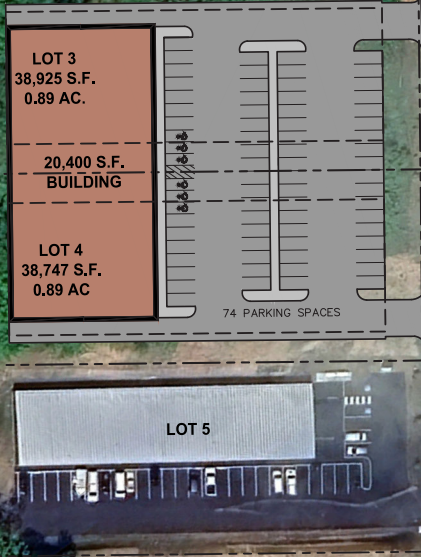 LOT 3
38,925 S.F.
0.89 AC.
20,400 S.F.
BUILDING
LOT 4
38,747 S.F.
0.89 AC
74 PARKING SPACES
LOT 5